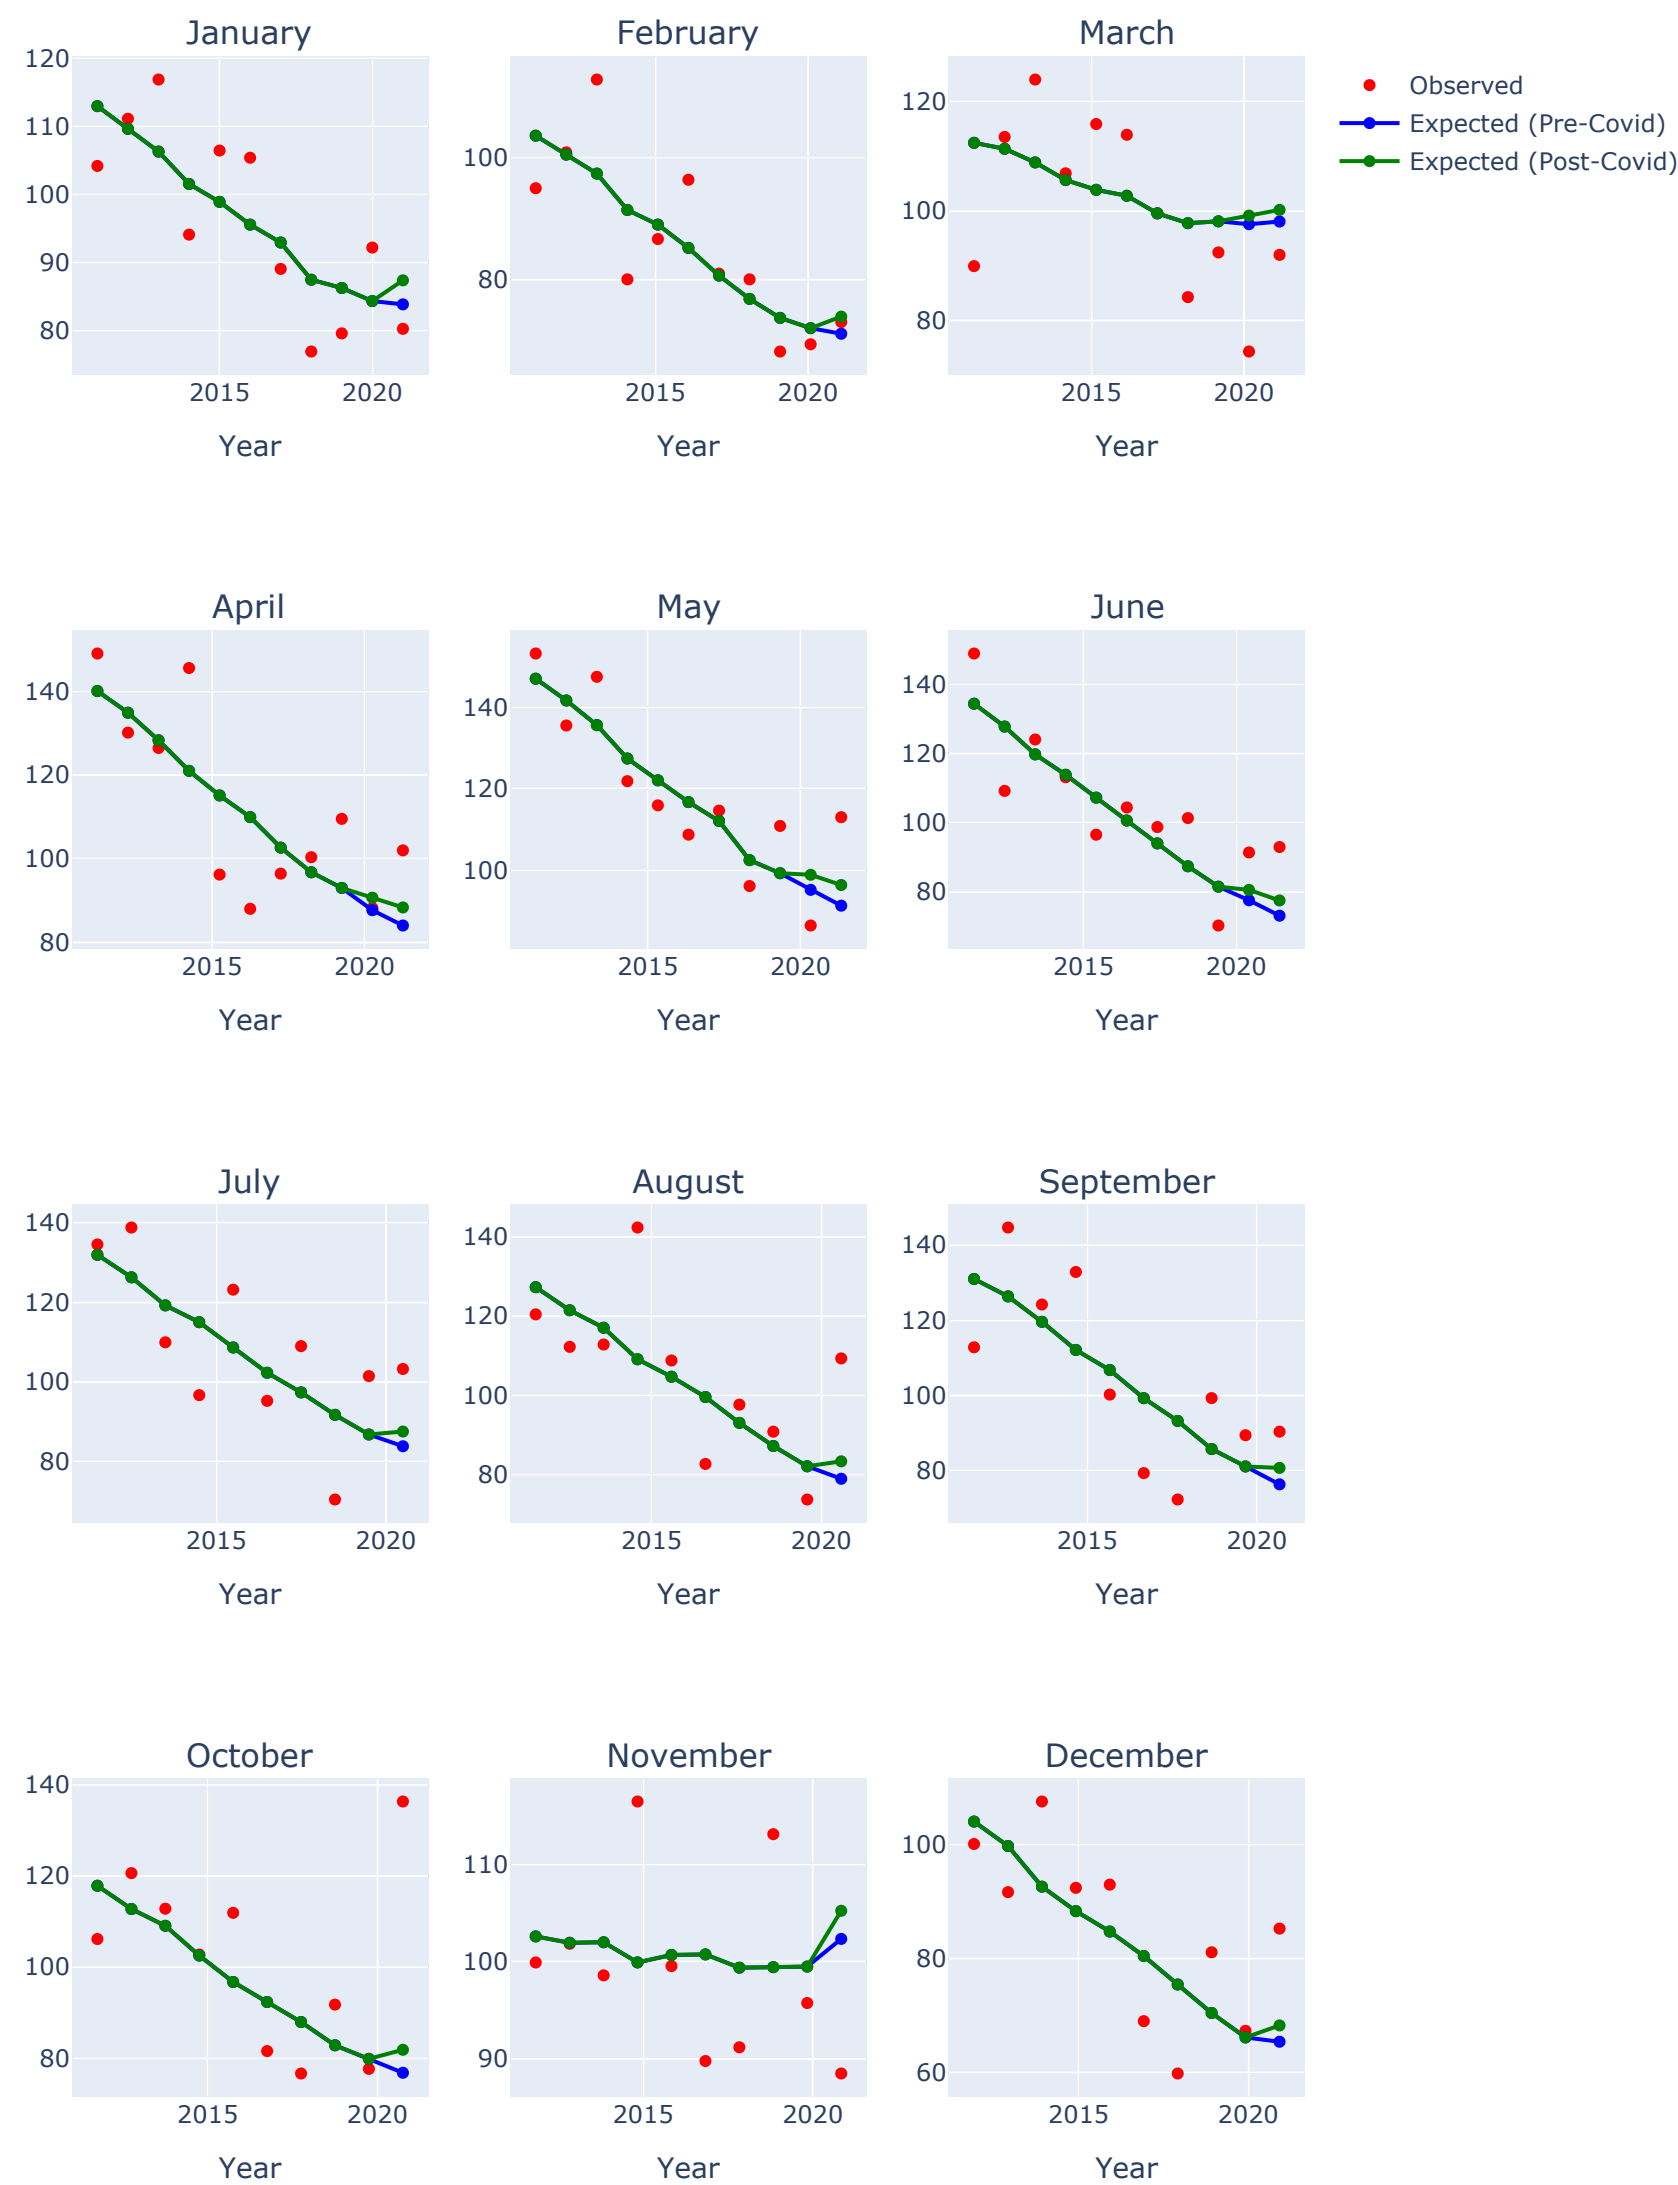 January
February
March
120
110
100
90
80
2015
2020
Year
100
80
2015
2020
Year
120
100
80
2015
2020
Year
Observed
Expected (Pre-Covid)
Expected (Post-Covid)
April
May
June
140
120
100
80
2015
2020
Year
140
120
100
2015
2020
Year
140
120
100
80
2015
2020
Year
July
August
September
140
120
100
80
2015
2020
Year
140
120
100
80
2015
2020
Year
140
120
100
80
2015
2020
Year
October
November
December
140
120
100
80
2015
2020
Year
110
100
90
2015
2020
Year
100
80
60
2015
2020
Year